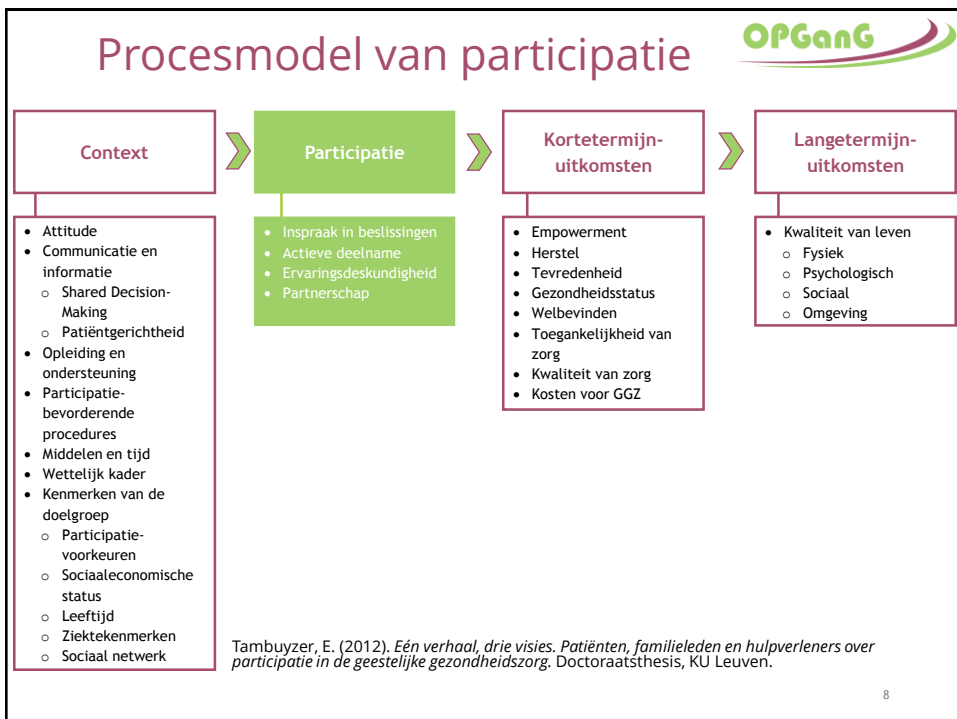 Procesmodel van participatie
OPGanG
Context
Participatie
Kortetermijn-
uitkomsten
Langetermijn-
uitkomsten
• Attitude
• Communicatie en
informatie
o Shared Decision-
Making
o Patiëntgerichtheid
• Opleiding en
ondersteuning
• Participatie-
bevorderende
procedures
• Middelen en tijd
• Wettelijk kader
• Kenmerken van de
doelgroep
o Participatie-
voorkeuren
o Sociaaleconomische
status
o Leeftijd
o Ziektekenmerken
o Sociaal netwerk
• Inspraak in beslissingen
• Actieve deelname
• Ervaringsdeskundigheid
• Partnerschap
• Empowerment
• Herstel
• Tevredenheid
• Gezondheidsstatus
• Welbevinden
• Toegankelijkheid van
zorg
• Kwaliteit van zorg
• Kosten voor GGZ
• Kwaliteit van leven
o Fysiek
o Psychologisch
o Sociaal
o Omgeving
Tambuyzer, E. (2012). Eén verhaal, drie visies. Patiënten, familieleden en hulpverleners over
participatie in de geestelijke gezondheidszorg. Doctoraatsthesis, KU Leuven.
8